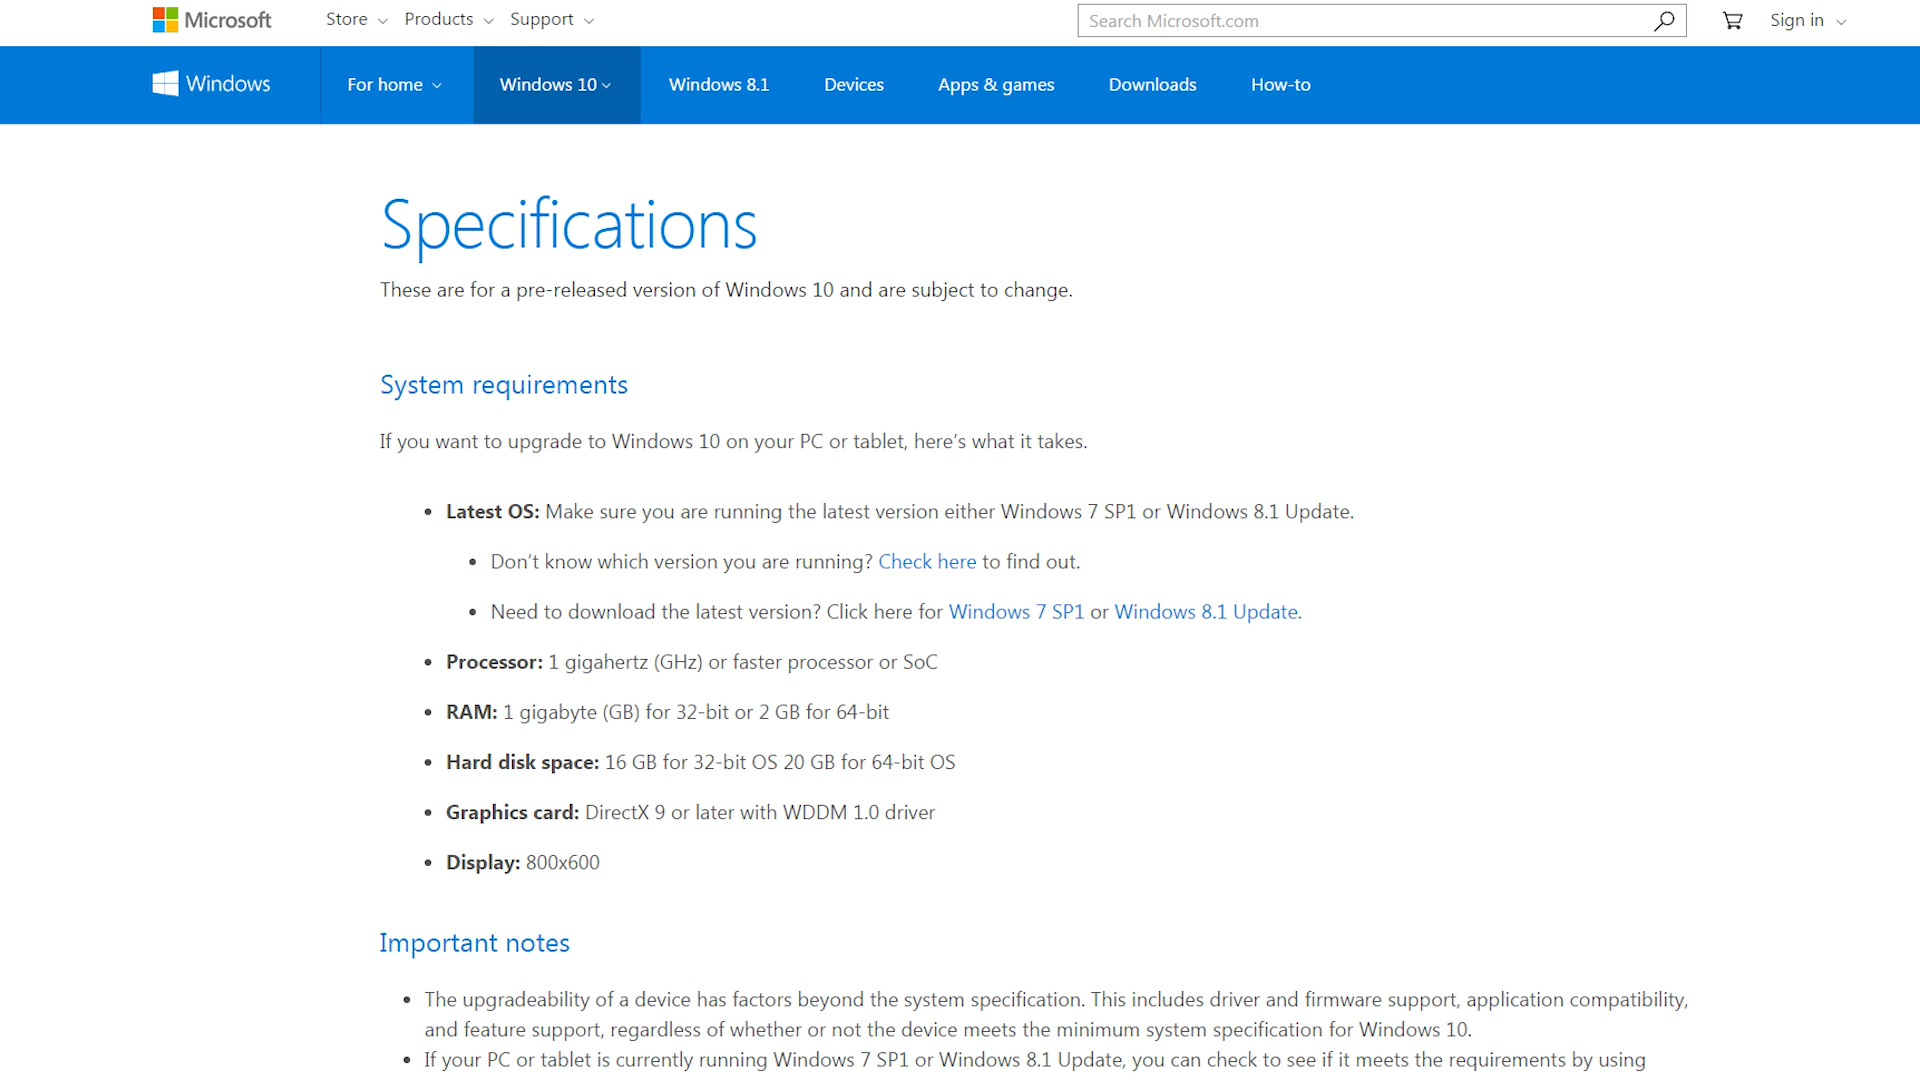 Microsoft Store Products Support Search Microsoft.com Sign in
Windows For home Windows 10 Windows 8.1 Devices Apps & games Downloads How-to
Specifications
These are for a pre-released version of Windows 10 and are subject to change.
System requirements
If you want to upgrade to Windows 10 on your PC or tablet, here’s what it takes.
• Latest OS: Make sure you are running the latest version either Windows 7 SP1 or Windows 8.1 Update.
• Don’t know which version you are running? Check here to find out.
• Need to download the latest version? Click here for Windows 7 SP1 or Windows 8.1 Update.
• Processor: 1 gigahertz (GHz) or faster processor or SoC
• RAM: 1 gigabyte (GB) for 32-bit or 2 GB for 64-bit
• Hard disk space: 16 GB for 32-bit OS 20 GB for 64-bit OS
• Graphics card: DirectX 9 or later with WDDM 1.0 driver
• Display: 800x600
Important notes
• The upgradeability of a device has factors beyond the system specification. This includes driver and firmware support, application compatibility,
and feature support, regardless of whether or not the device meets the minimum system specification for Windows 10.
• If your PC or tablet is currently running Windows 7 SP1 or Windows 8.1 Update, you can check to see if it meets the requirements by using